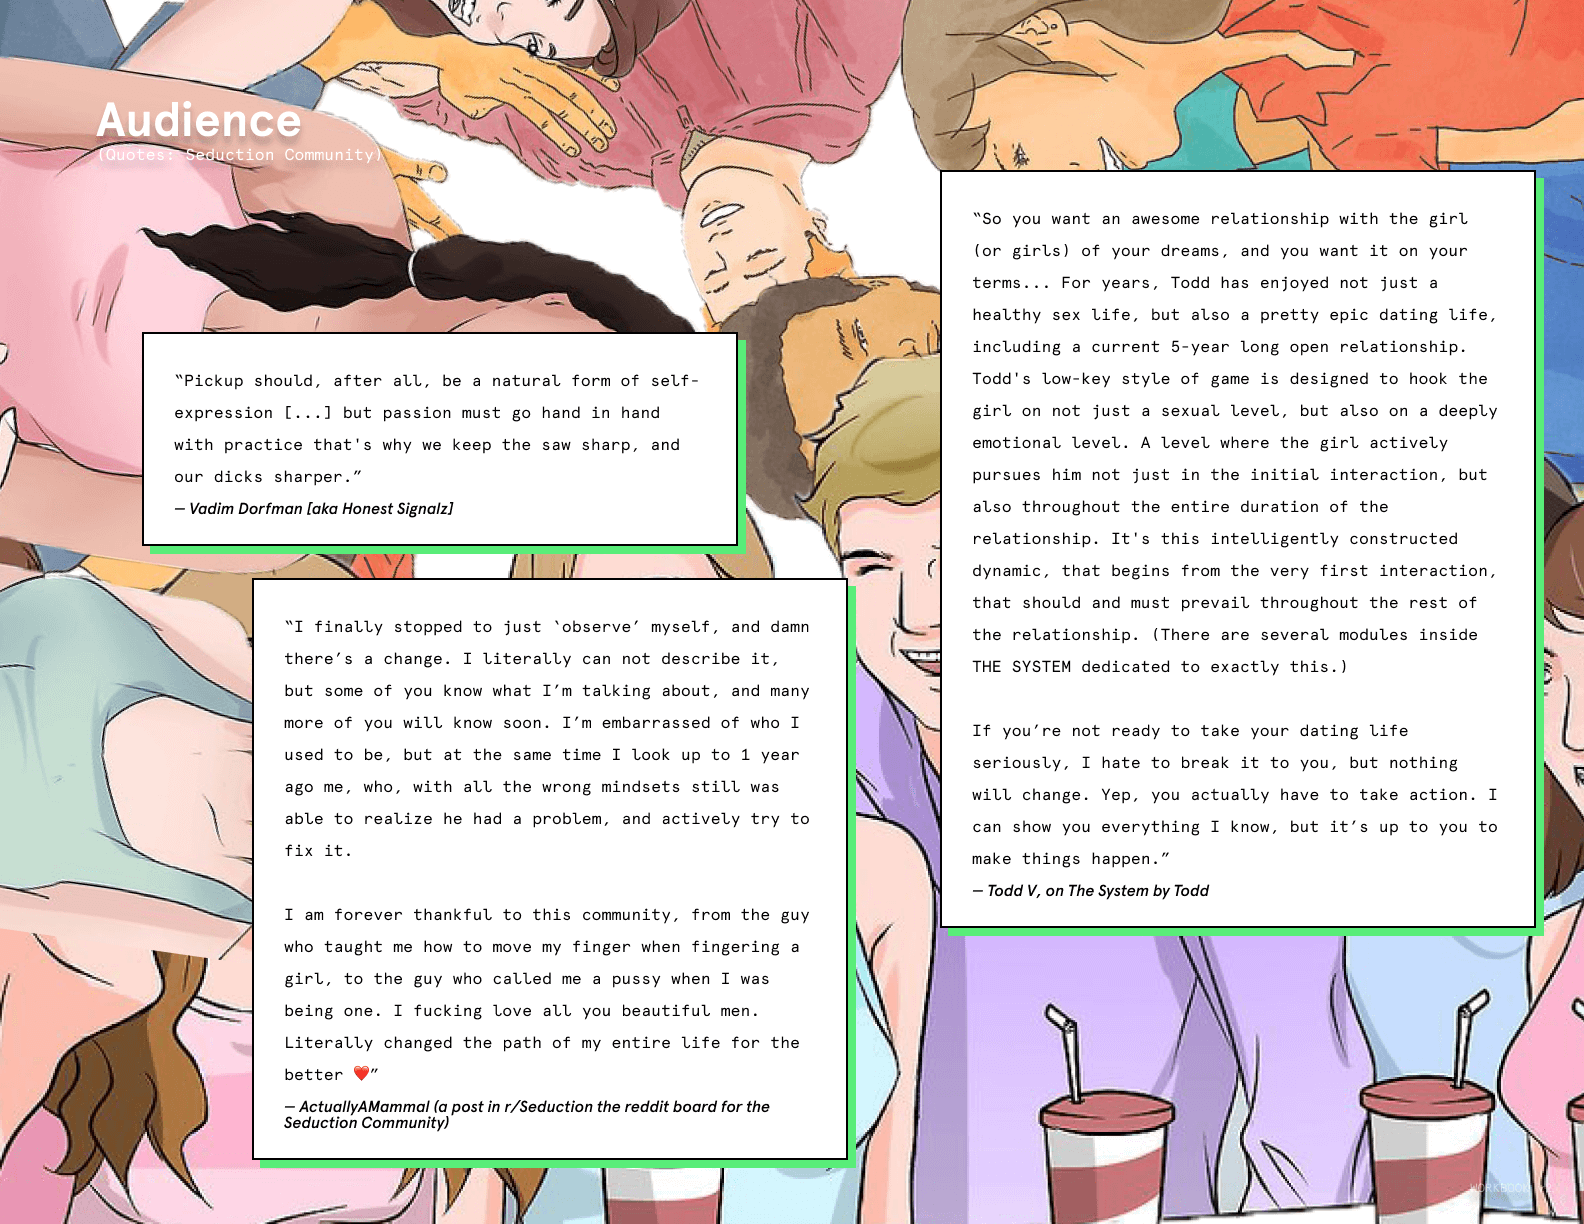 Audience
(Quotes: Seduction Community)
“Pickup should, after all, be a natural form of self-
expression [...] but passion must go hand in hand
with practice that's why we keep the saw sharp, and
our dicks sharper.”
— Vadim Dorfman [aka Honest Signalz]
“I finally stopped to just ‘observe’ myself, and damn
there’s a change. I literally can not describe it,
but some of you know what I’m talking about, and many
more of you will know soon. I’m embarrassed of who I
used to be, but at the same time I look up to 1 year
ago me, who, with all the wrong mindsets still was
able to realize he had a problem, and actively try to
fix it.
I am forever thankful to this community, from the guy
who taught me how to move my finger when fingering a
girl, to the guy who called me a pussy when I was
being one. I fucking love all you beautiful men.
Literally changed the path of my entire life for the
better ❤️”
— ActuallyAMammal (a post in r/Seduction the reddit board for the
Seduction Community)
“So you want an awesome relationship with the girl
(or girls) of your dreams, and you want it on your
terms... For years, Todd has enjoyed not just a
healthy sex life, but also a pretty epic dating life,
including a current 5-year long open relationship.
Todd's low-key style of game is designed to hook the
girl on not just a sexual level, but also on a deeply
emotional level. A level where the girl actively
pursues him not just in the initial interaction, but
also throughout the entire duration of the
relationship. It's this intelligently constructed
dynamic, that begins from the very first interaction,
that should and must prevail throughout the rest of
the relationship. (There are several modules inside
THE SYSTEM dedicated to exactly this.)
If you’re not ready to take your dating life
seriously, I hate to break it to you, but nothing
will change. Yep, you actually have to take action. I
can show you everything I know, but it’s up to you to
make things happen.”
— Todd V, on The System by Todd
WORKBOOK